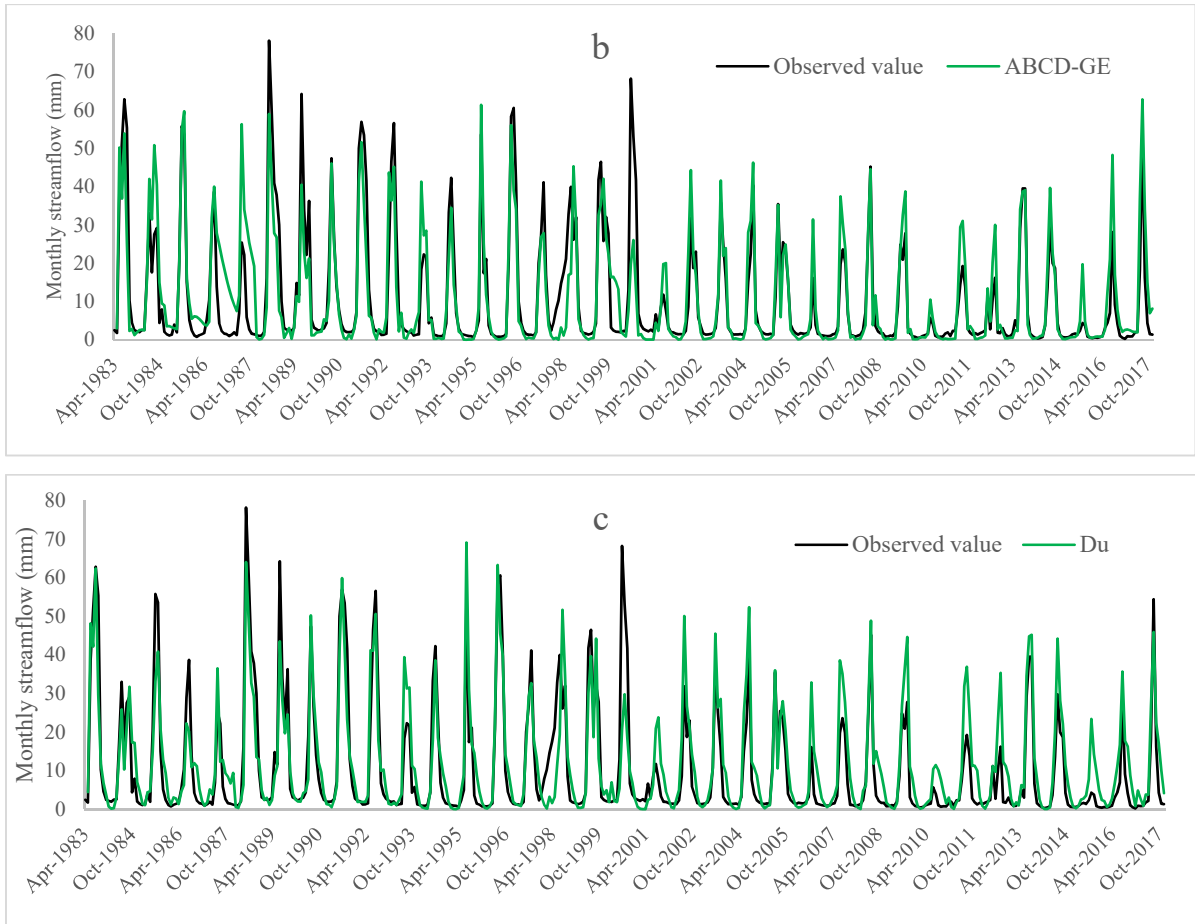 b
Observed value
ABCD-GE
Monthly streamflow (mm)
80
70
60
50
40
30
20
10
0
Apr-1983
Oct-1984
Apr-1986
Oct-1987
Apr-1989
Oct-1990
Apr-1992
Oct-1993
Apr-1995
Oct-1996
Apr-1998
Oct-1999
Apr-2001
Oct-2002
Apr-2004
Oct-2005
Apr-2007
Oct-2008
Apr-2010
Oct-2011
Apr-2013
Oct-2014
Apr-2016
Oct-2017
c
Observed value
Du
Monthly streamflow (mm)
80
70
60
50
40
30
20
10
0
Apr-1983
Oct-1984
Apr-1986
Oct-1987
Apr-1989
Oct-1990
Apr-1992
Oct-1993
Apr-1995
Oct-1996
Apr-1998
Oct-1999
Apr-2001
Oct-2002
Apr-2004
Oct-2005
Apr-2007
Oct-2008
Apr-2010
Oct-2011
Apr-2013
Oct-2014
Apr-2016
Oct-2017